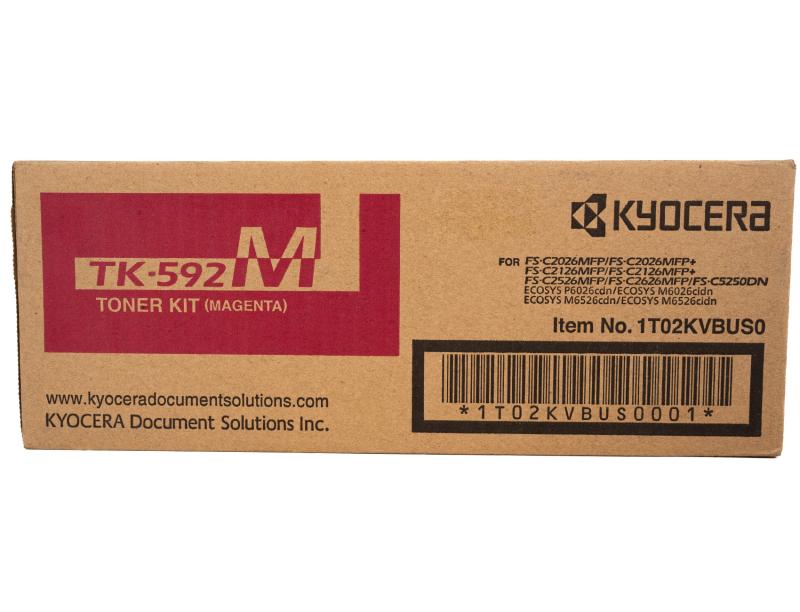 TK-592 M
TONER KIT (MAGENTA)
www.kyoceradocumentsolutions.com
KYOCERA Document Solutions Inc.
KYOCERA
FOR FS-C2026MFP/FS-C2026MFP+
FS-C2126MFP/FS-C2126MFP+
FS-C2526MFP/FS-C2626MFP/FS-C5250DN
ECOSYS P6026cdn/ECOSYS M6026cidn
ECOSYS M6526cdn/ECOSYS M6526cidn
Item No. 1T02KVBUS0
*1T02KVBUS0001*